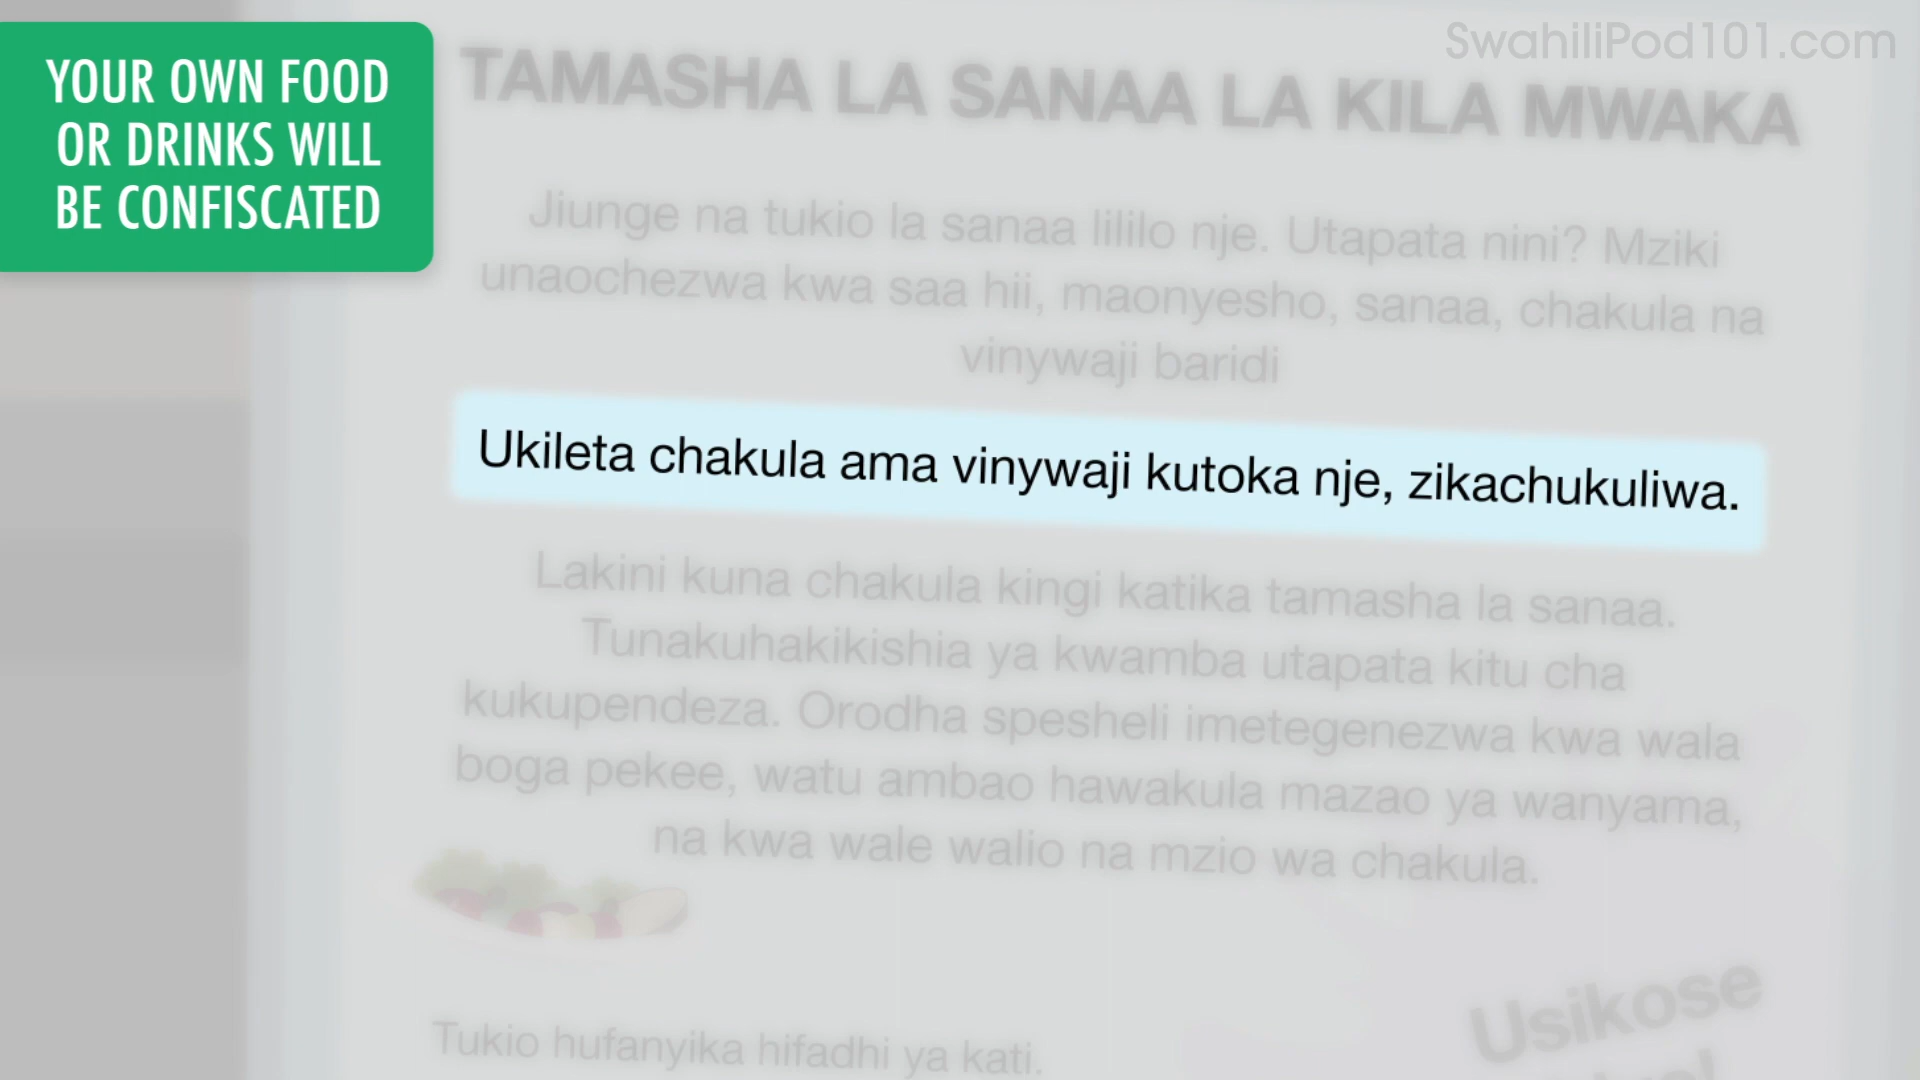 SwahiliPod101.com
YOUR OWN FOOD
OR DRINKS WILL
BE CONFISCATED
TAMASHA LA SANAA LA KILA MWAKA
Jiunge na tukio la sanaa lililo nje. Utapata nini? Mziki
unaochezwa kwa saa hii, maonyesho, sanaa, chakula na
vinywaji baridi
Ukileta chakula ama vinywaji kutoka nje, zikachukuliwa.
Lakini kuna chakula kingi katika tamasha la sanaa.
Tunakuhakikishia ya kwamba utapata kitu cha
kukupendeza. Orodha spesheli imetegenezwa kwa wala
boga pekee, watu ambao hawakula mazao ya wanyama,
na kwa wale walio na mzio wa chakula.
Tukio hufanyika hifadhi ya kati.
Usikose